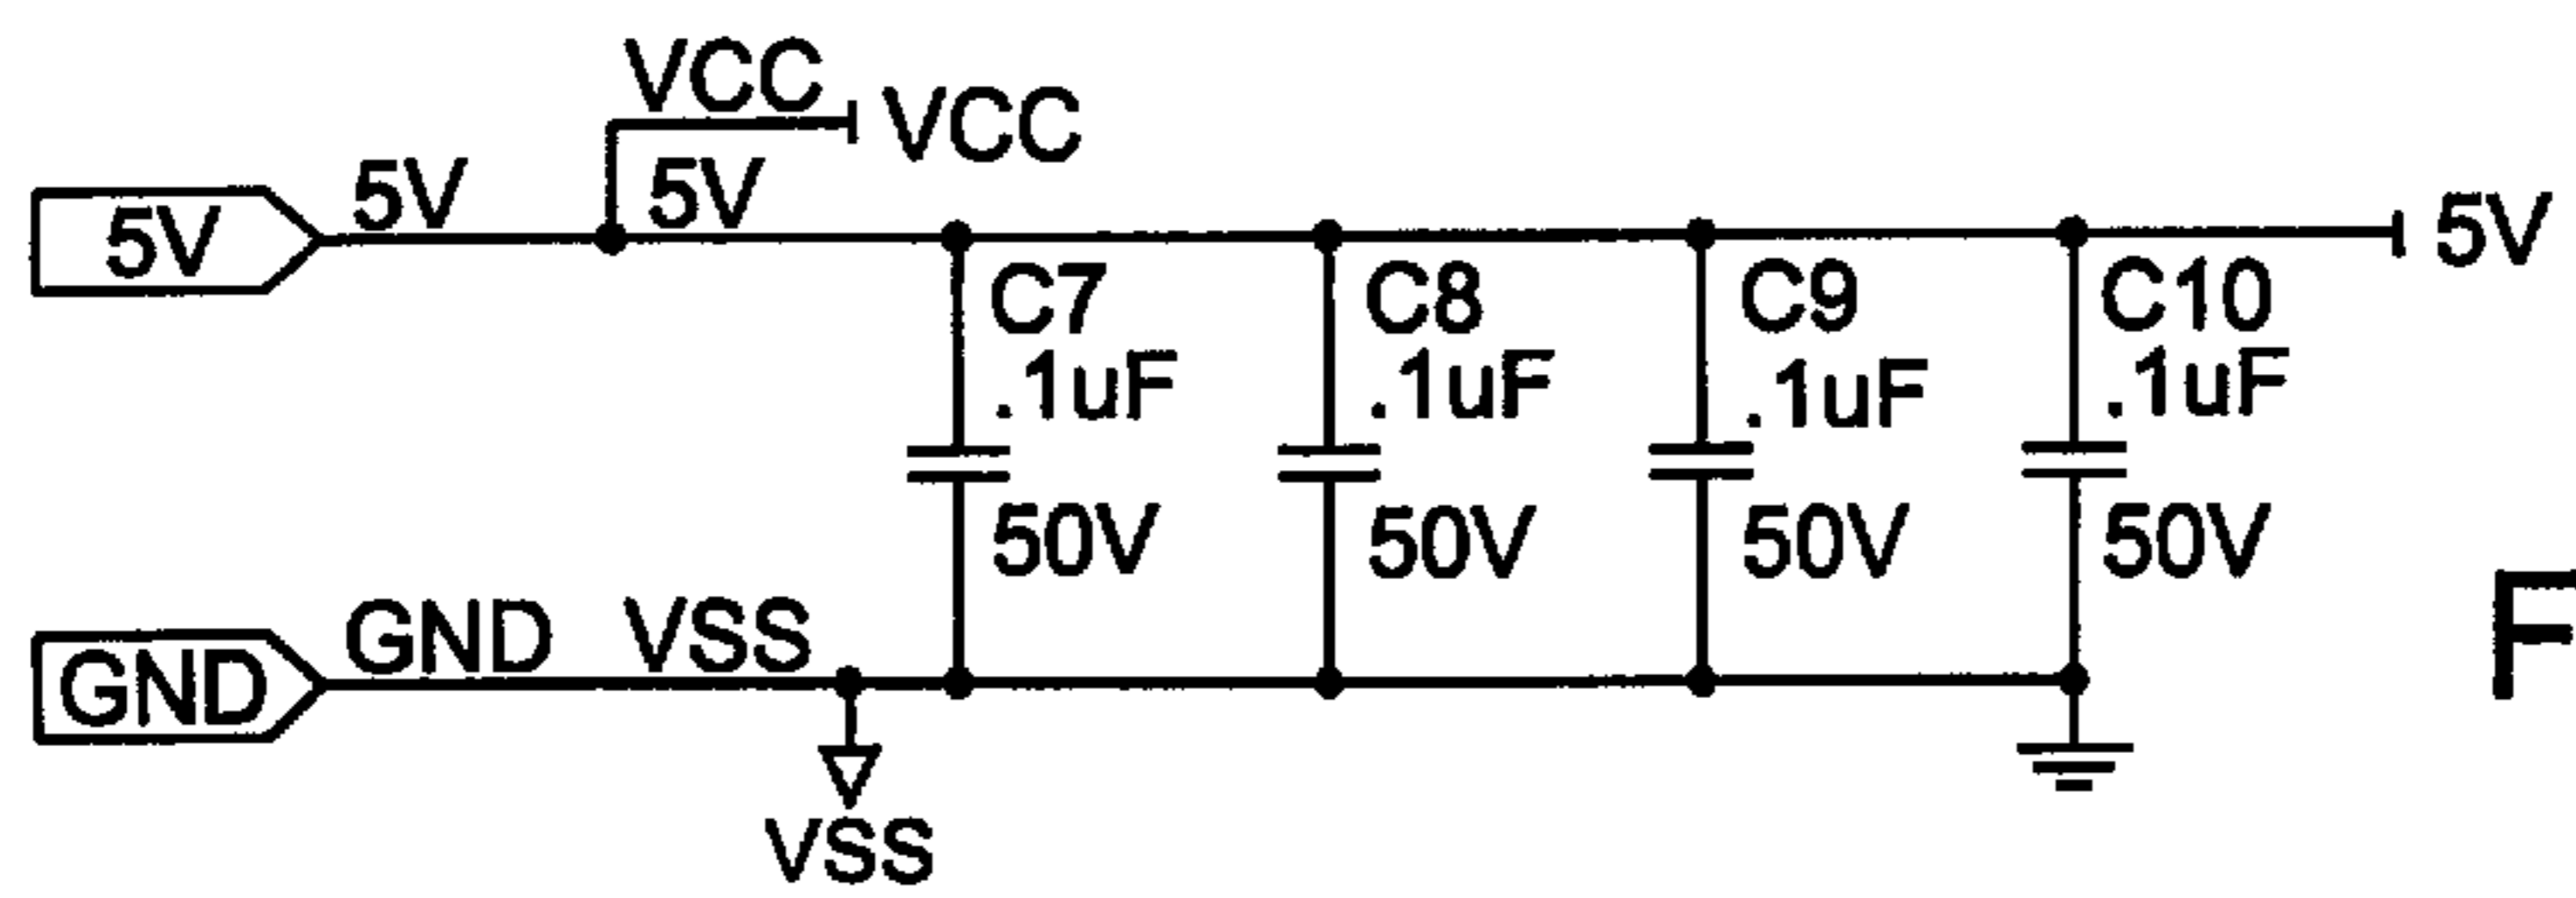 VCC
VCC
5V
5V
5V
5V
C7
.1uF
50V
C8
.1uF
50V
C9
.1uF
50V
C10
.1uF
50V
GND
GND
VSS
VSS
F